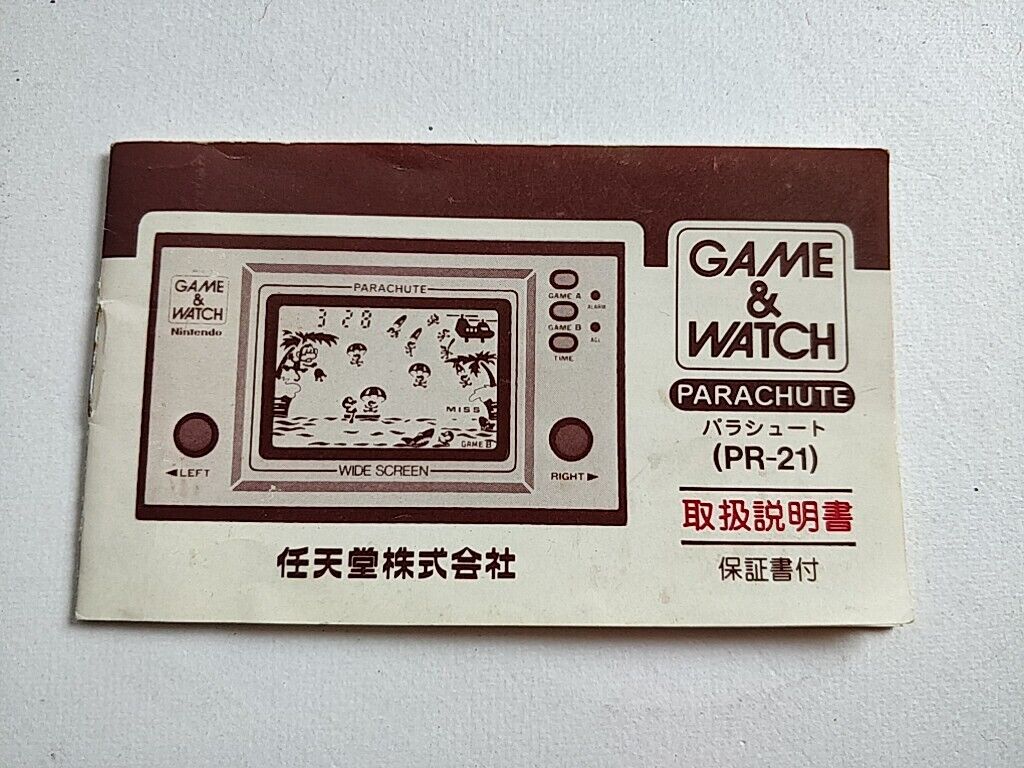 GAME
&
WATCH
Nintendo
PARACHUTE
328
MISS
GAME B
WIDE SCREEN
GAME A
ALARM
GAME B
ACL
TIME
◄LEFT
RIGHT►
任天堂株式会社
GAME
&
WATCH
PARACHUTE
パラシュート
(PR-21)
取扱説明書
保証書付